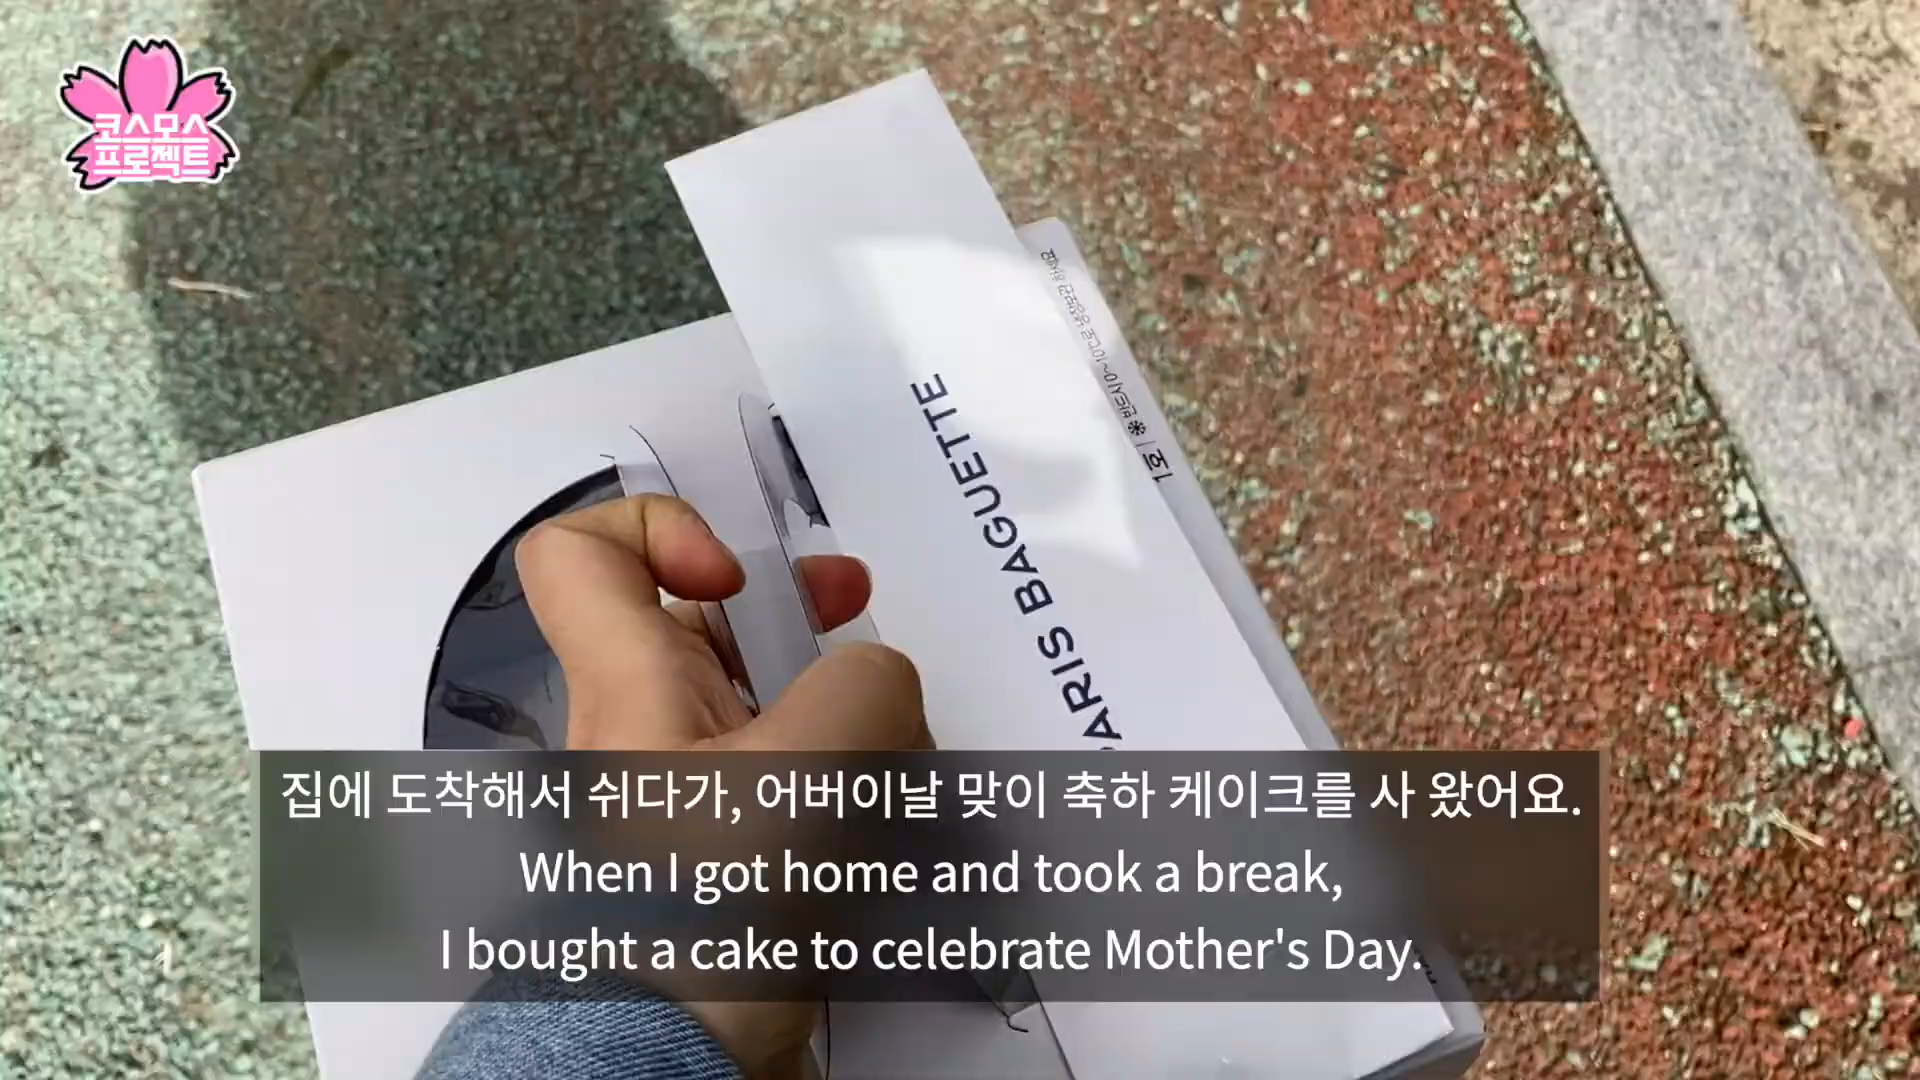 코스모스
프로젝트
PARIS BAGUETTE
1호
집에 도착해서 쉬다가, 어버이날 맞이 축하 케이크를 사 왔어요.
When I got home and took a break,
I bought a cake to celebrate Mother's Day.